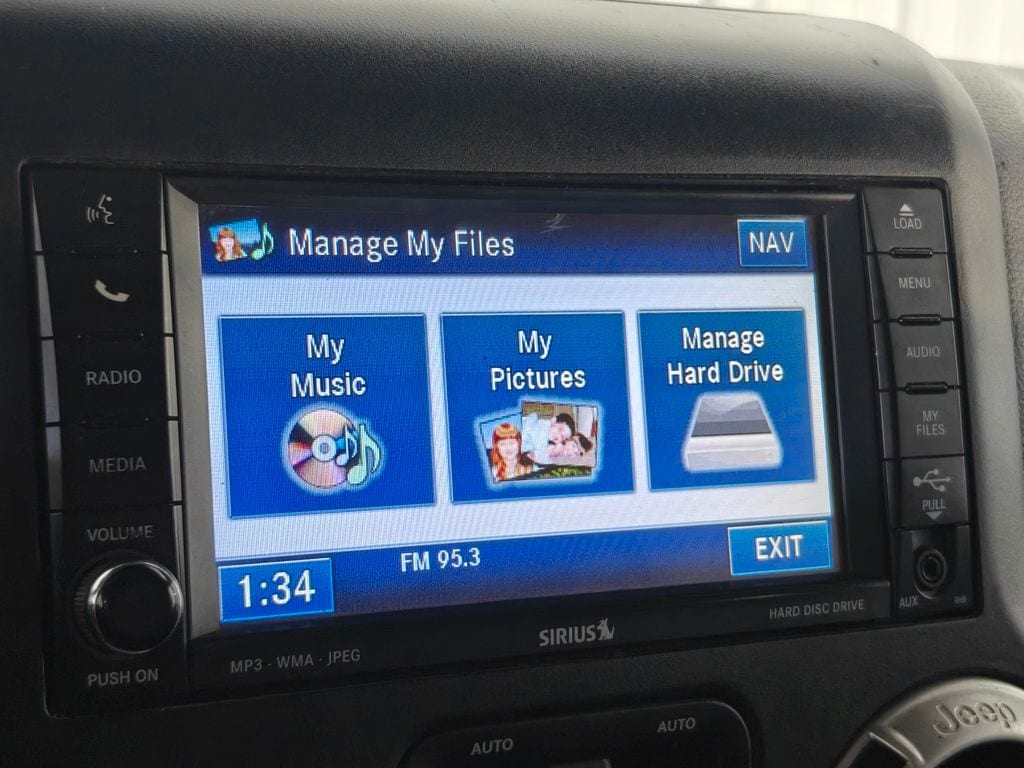 Manage My Files
NAV
My
Music
My
Pictures
Manage
Hard Drive
1:34
FM 95.3
EXIT
RADIO
MEDIA
VOLUME
PUSH ON
LOAD
MENU
AUDIO
MY
FILES
PULL
AUX
MP3 · WMA · JPEG
SIRIUS
HARD DISC DRIVE
AUTO
AUTO
Jeep